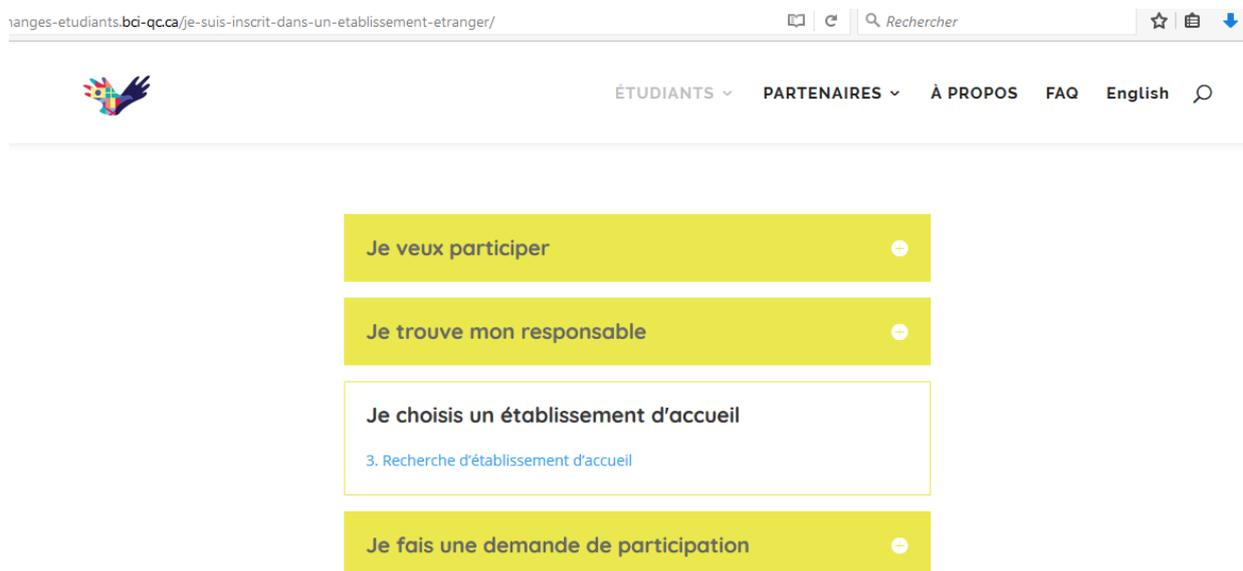 hanges-etudiants.bci-qc.ca/je-suis-inscrit-dans-un-etablissement-etranger/
Rechercher
ÉTUDIANTS PARTENAIRES À PROPOS FAQ English
Je veux participer
Je trouve mon responsable
Je choisis un établissement d'accueil
3. Recherche d'établissement d'accueil
Je fais une demande de participation